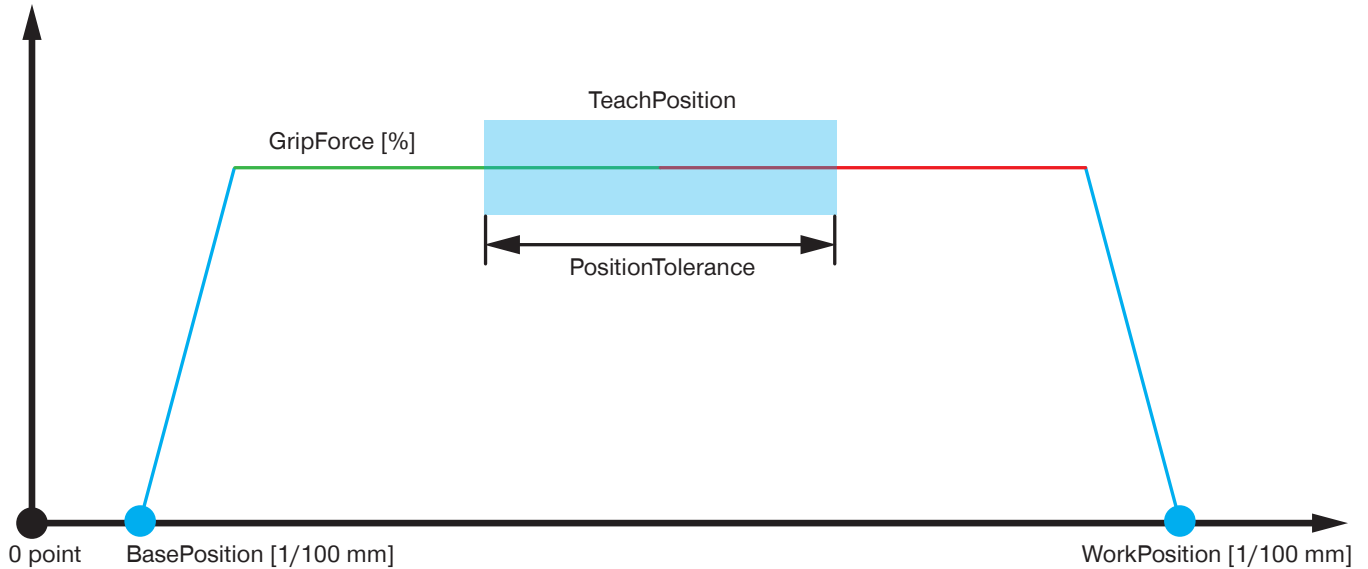 TeachPosition
GripForce [%]
PositionTolerance
0 point
BasePosition [1/100 mm]
WorkPosition [1/100 mm]